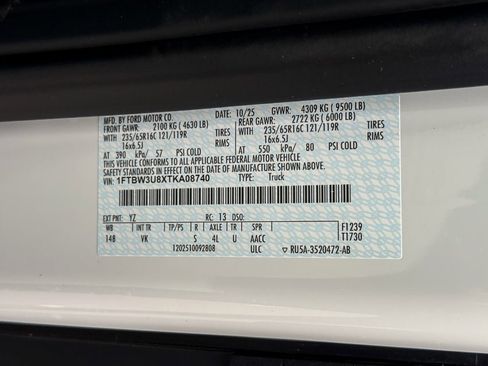 MFD. BY FORD MOTOR CO. 10/25 GVWR: 4309 KG ( 9500 LB)
FRONT GAWR: 2100 KG ( 4630 LB) REAR GAWR: 2722 KG ( 6000 LB)
WITH 235/65R16C 121/119R TIRES WITH 235/65R16C 121/119R TIRES
16x6.5J RIMS 16x6.5J RIMS
AT 390 kPa/ 57 PSI COLD AT 550 kPa/ 80 PSI COLD
THIS VEHICLE CONFORMS TO ALL APPLICABLE FEDERAL MOTOR VEHICLE
SAFETY STANDARDS IN EFFECT ON THE DATE OF MANUFACTURE SHOWN ABOVE.
VIN: 1FTBW3U8XTKA08740 TYPE: Truck
EXT PNT: YZ RC: 13 DSO:
WB INT TR TP/PS R AXLE TR SPR F1239
148 VK S 4L U AACC T1730
1202510092808 ULC RU5A-3520472-AB